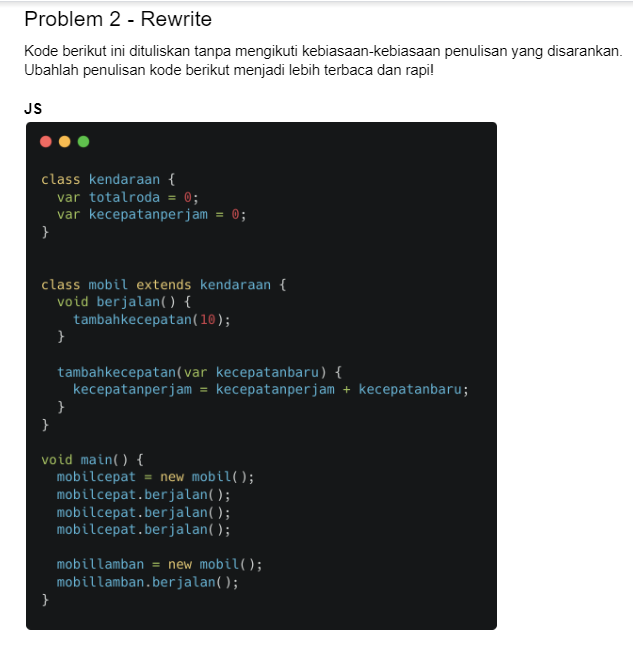 Problem 2 - Rewrite
Kode berikut ini dituliskan tanpa mengikuti kebiasaan-kebiasaan penulisan yang disarankan.
Ubahlah penulisan kode berikut menjadi lebih terbaca dan rapi!
JS
class kendaraan {
  var totalroda = 0;
  var kecepatanperjam = 0;
}
class mobil extends kendaraan {
  void berjalan() {
    tambahkecepatan(10);
  }
  tambahkecepatan(var kecepatanbaru) {
    kecepatanperjam = kecepatanperjam + kecepatanbaru;
  }
}
void main() {
  mobilcepat = new mobil();
  mobilcepat.berjalan();
  mobilcepat.berjalan();
  mobilcepat.berjalan();
  mobillamban = new mobil();
  mobillamban.berjalan();
}